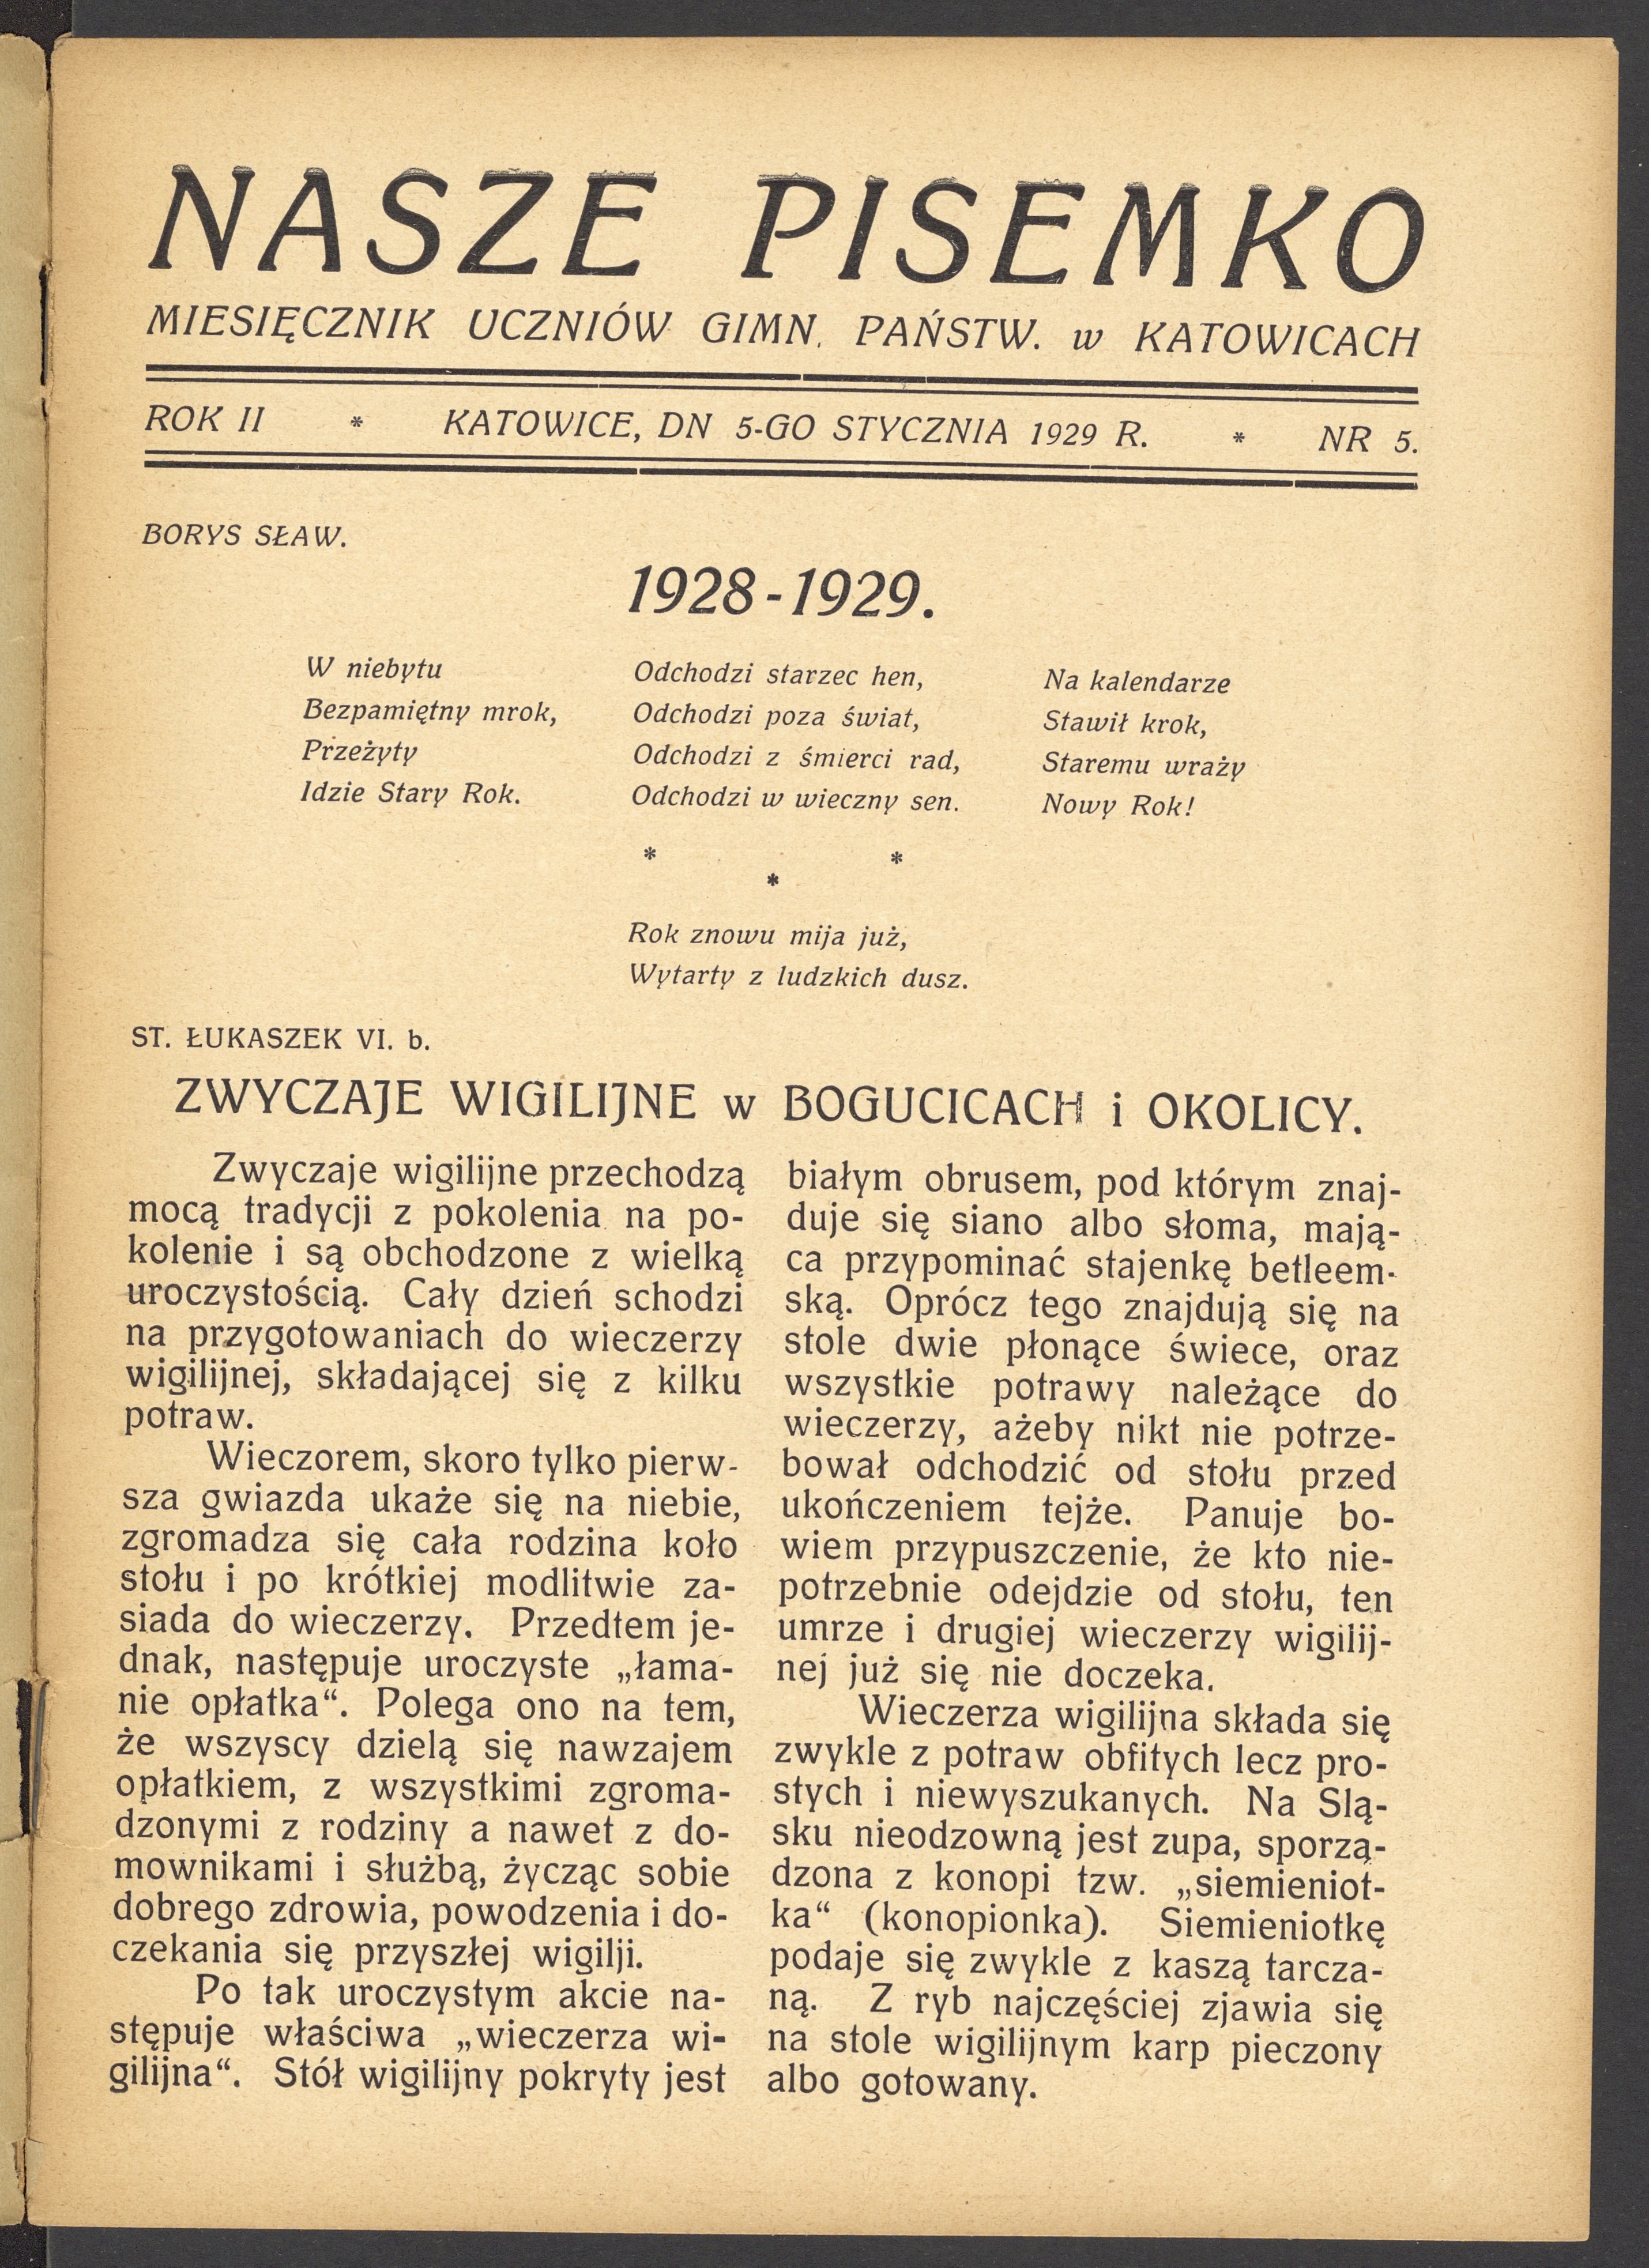 NASZE PISEMKO
MIESIĘCZNIK UCZNIÓW GIMN. PAŃSTW. w KATOWICACH
ROK II * KATOWICE, DN 5-GO STYCZNIA 1929 R. * NR 5.
BORYS SŁAW.
1928-1929.
W niebytu
Bezpamiętny mrok,
Przeżyty
Idzie Stary Rok.
Odchodzi starzec hen,
Odchodzi poza świat,
Odchodzi z śmierci rad,
Odchodzi w wieczny sen.
Na kalendarze
Stawił krok,
Staremu wraży
Nowy Rok!
* * *
Rok znowu mija już,
Wytarty z ludzkich dusz.
ST. ŁUKASZEK VI. b.
ZWYCZAJE WIGILIJNE w BOGUCICACH i OKOLICY.
Zwyczaje wigilijne przechodzą
mocą tradycji z pokolenia na po-
kolenie i są obchodzone z wielką
uroczystością. Cały dzień schodzi
na przygotowaniach do wieczerzy
wigilijnej, składającej się z kilku
potraw.
Wieczorem, skoro tylko pierw-
sza gwiazda ukaże się na niebie,
zgromadza się cała rodzina koło
stołu i po krótkiej modlitwie za-
siada do wieczerzy. Przedtem je-
dnak, następuje uroczyste „łama-
nie opłatka“. Polega ono na tem,
że wszyscy dzielą się nawzajem
opłatkiem, z wszystkimi zgroma-
dzonymi z rodziny a nawet z do-
mownikami i służbą, życząc sobie
dobrego zdrowia, powodzenia i do-
czekania się przyszłej wigilji.
Po tak uroczystym akcie na-
stępuje właściwa „wieczerza wi-
gilijna“. Stół wigilijny pokryty jest
białym obrusem, pod którym znaj-
duje się siano albo słoma, mają-
ca przypominać stajenkę betleem-
ską. Oprócz tego znajdują się na
stole dwie płonące świece, oraz
wszystkie potrawy należące do
wieczerzy, ażeby nikt nie potrze-
bował odchodzić od stołu przed
ukończeniem tejże. Panuje bo-
wiem przypuszczenie, że kto nie-
potrzebnie odejdzie od stołu, ten
umrze i drugiej wieczerzy wigilij-
nej już się nie doczeka.
Wieczerza wigilijna składa się
zwykle z potraw obfitych lecz pro-
stych i niewyszukanych. Na Slą-
sku nieodzowną jest zupa, sporzą-
dzona z konopi tzw. „siemieniot-
ka“ (konopionka). Siemieniotkę
podaje się zwykle z kaszą tarcza-
ną. Z ryb najczęściej zjawia się
na stole wigilijnym karp pieczony
albo gotowany.